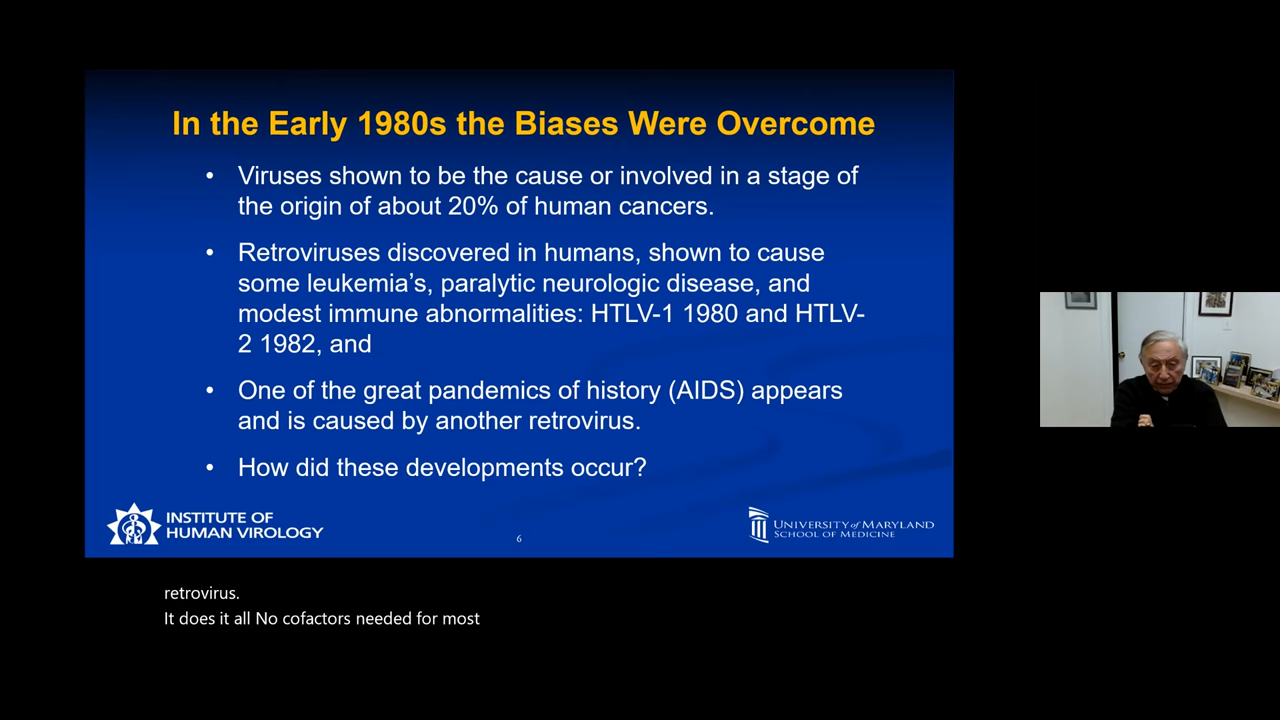 In the Early 1980s the Biases Were Overcome
• Viruses shown to be the cause or involved in a stage of
the origin of about 20% of human cancers.
• Retroviruses discovered in humans, shown to cause
some leukemia’s, paralytic neurologic disease, and
modest immune abnormalities: HTLV-1 1980 and HTLV-
2 1982, and
• One of the great pandemics of history (AIDS) appears
and is caused by another retrovirus.
• How did these developments occur?
INSTITUTE OF
HUMAN VIROLOGY
6
UNIVERSITY of MARYLAND
SCHOOL OF MEDICINE
retrovirus.
It does it all No cofactors needed for most